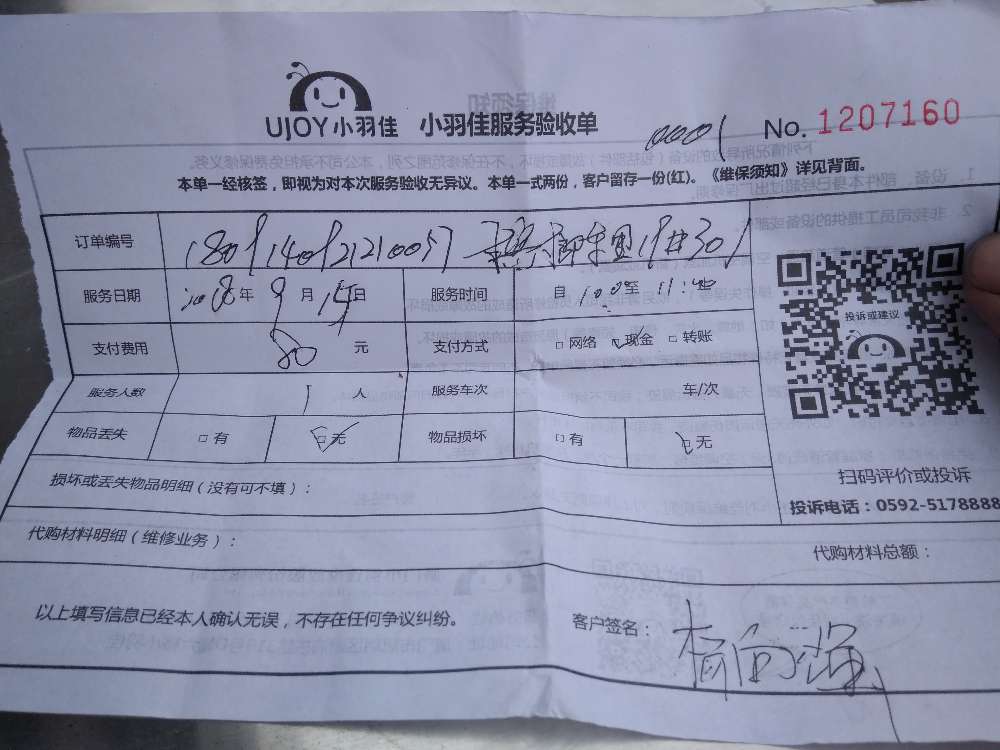 UJOY小羽佳 小羽佳服务验收单 0001 No. 1207160
本单一经核签，即视为对本次服务验收无异议。本单一式两份，客户留存一份(红)。《维保须知》详见背面。
订单编号
服务日期 2018年9月14日 服务时间 自 至 11:40
投诉或建议
支付费用 80 元 支付方式 □网络 ☑现金 □转账
服务人数 1 人 服务车次 车/次
物品丢失 □有 ☑无 物品损坏 □有 ☑无
扫码评价或投诉
损坏或丢失物品明细（没有可不填）：
投诉电话：0592-5178888
代购材料明细（维修业务）：
代购材料总额：
以上填写信息已经本人确认无误，不存在任何争议纠纷。
客户签名：